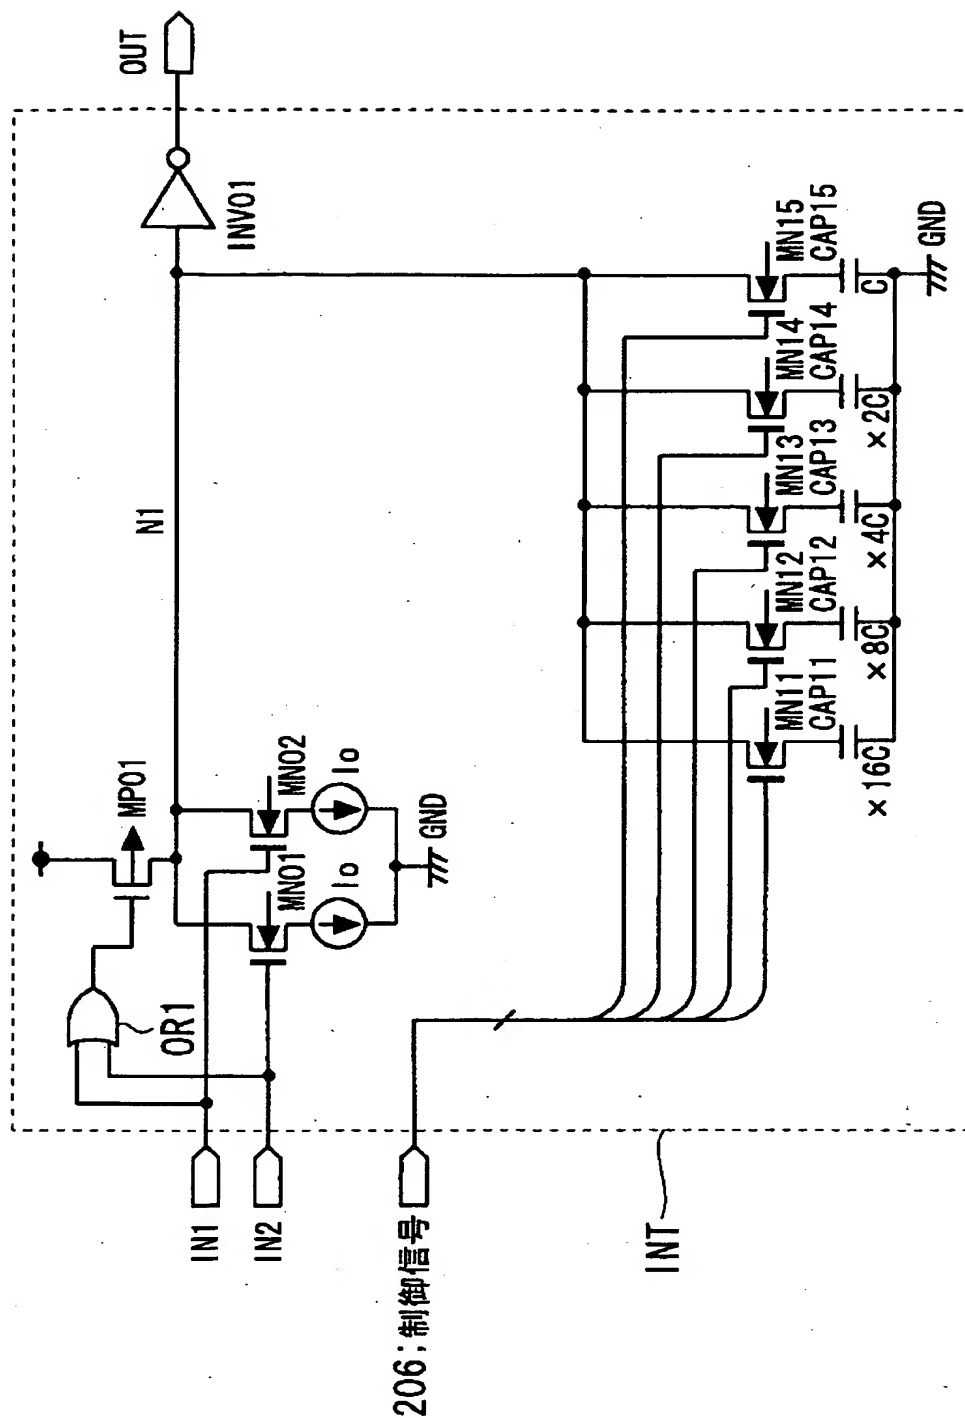 OUT
INV01
N1
MP01
OR1
MN02
Io
MN01
Io
GND
IN1
IN2
206;制御信号
INT
MN15
CAP15
C
MN14
CAP14
×2C
MN13
CAP13
×4C
MN12
CAP12
×8C
MN11
CAP11
×16C
GND